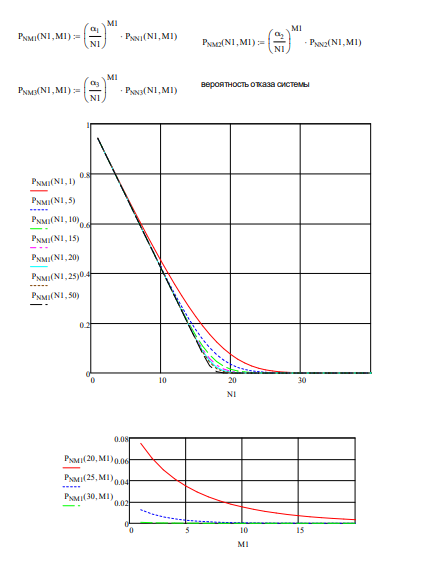 P_NM1(N1, M1) := (α₁/N1)^M1 · P_NN1(N1, M1) P_NM2(N1, M1) := (α₂/N1)^M1 · P_NN2(N1, M1)
P_NM3(N1, M1) := (α₃/N1)^M1 · P_NN3(N1, M1) вероятность отказа системы
1
0.8
P_NM1(N1, 1)
P_NM1(N1, 5)
0.6
P_NM1(N1, 10)
P_NM1(N1, 15)
P_NM1(N1, 20)
0.4
P_NM1(N1, 25)
P_NM1(N1, 50)
0.2
0
0 10 20 30
N1
0.08
P_NM1(20, M1)
0.06
P_NM1(25, M1)
0.04
P_NM1(30, M1)
0.02
0
0 5 10 15
M1